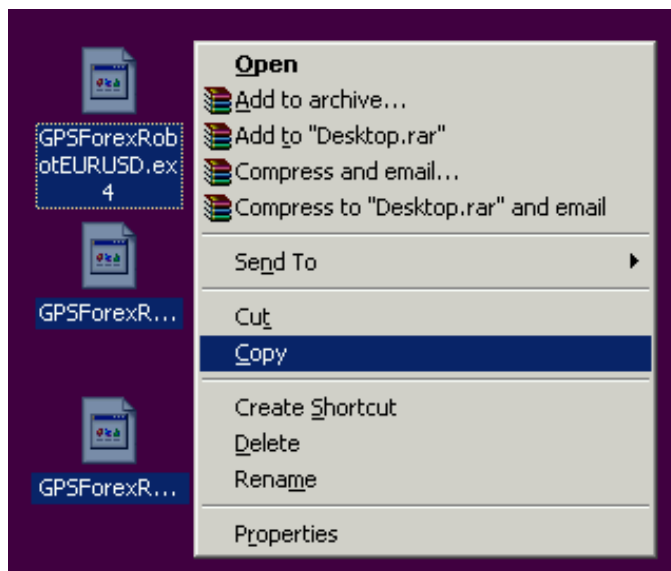 GPSForexRob
otEURUSD.ex
4
GPSForexR...
GPSForexR...
Open
Add to archive...
Add to "Desktop.rar"
Compress and email...
Compress to "Desktop.rar" and email
Send To
Cut
Copy
Create Shortcut
Delete
Rename
Properties